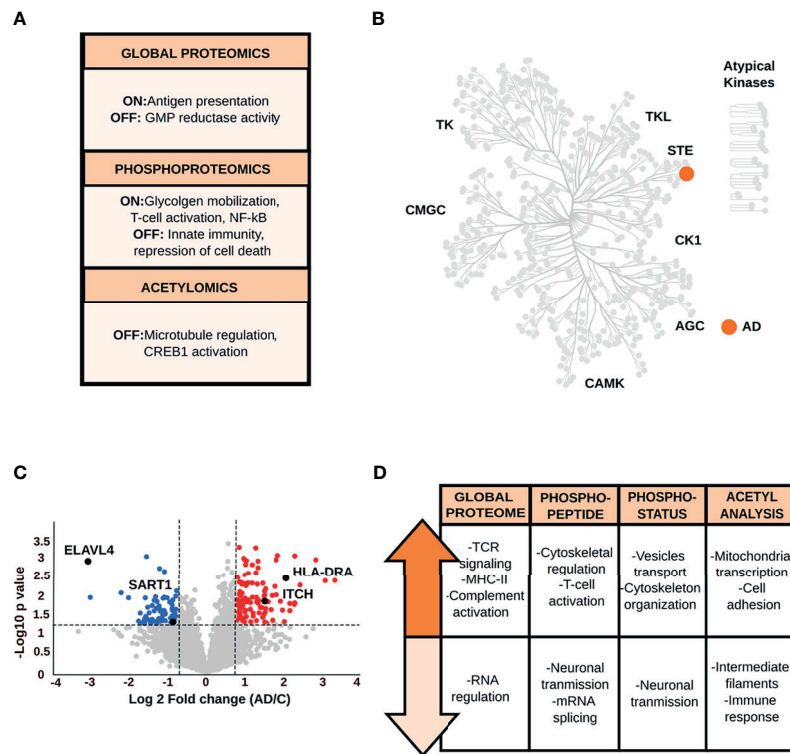 A
GLOBAL PROTEOMICS
ON:Antigen presentation
OFF: GMP reductase activity
PHOSPHOPROTEOMICS
ON:Glycolgen mobilization,
T-cell activation, NF-kB
OFF: Innate immunity,
repression of cell death
ACETYLOMICS
OFF:Microtubule regulation,
CREB1 activation
B
Atypical
Kinases
TK
TKL
STE
CMGC
CK1
AGC
AD
CAMK
C
-Log10 p value
3.5
3
2.5
2
1.5
1
0.5
0
ELAVL4
SART1
HLA-DRA
ITCH
-4
-3
-2
-1
0
1
2
3
4
Log 2 Fold change (AD/C)
D
GLOBAL
PROTEOME
PHOSPHO-
PEPTIDE
PHOSPHO-
STATUS
ACETYL
ANALYSIS
-TCR
signaling
-MHC-II
-Complement
activation
-Cytoskeletal
regulation
-T-cell
activation
-Vesicles
transport
-Cytoskeleton
organization
-Mitochondria
transcription
-Cell
adhesion
-RNA
regulation
-Neuronal
tranmission
-mRNA
splicing
-Neuronal
tranmission
-Intermediate
filaments
-Immune
response